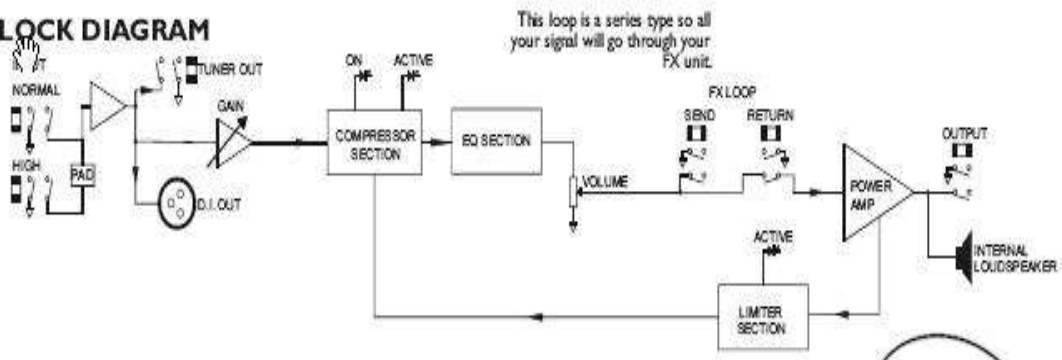 LOCK DIAGRAM
This loop is a series type so all
your signal will go through your
FX unit.
T
NORMAL
HIGH
PAD
TUNER OUT
GAIN
D.I. OUT
ON
ACTIVE
COMPRESSOR
SECTION
EQ SECTION
VOLUME
FX LOOP
SEND
RETURN
POWER
AMP
OUTPUT
INTERNAL
LOUDSPEAKER
ACTIVE
LIMITER
SECTION